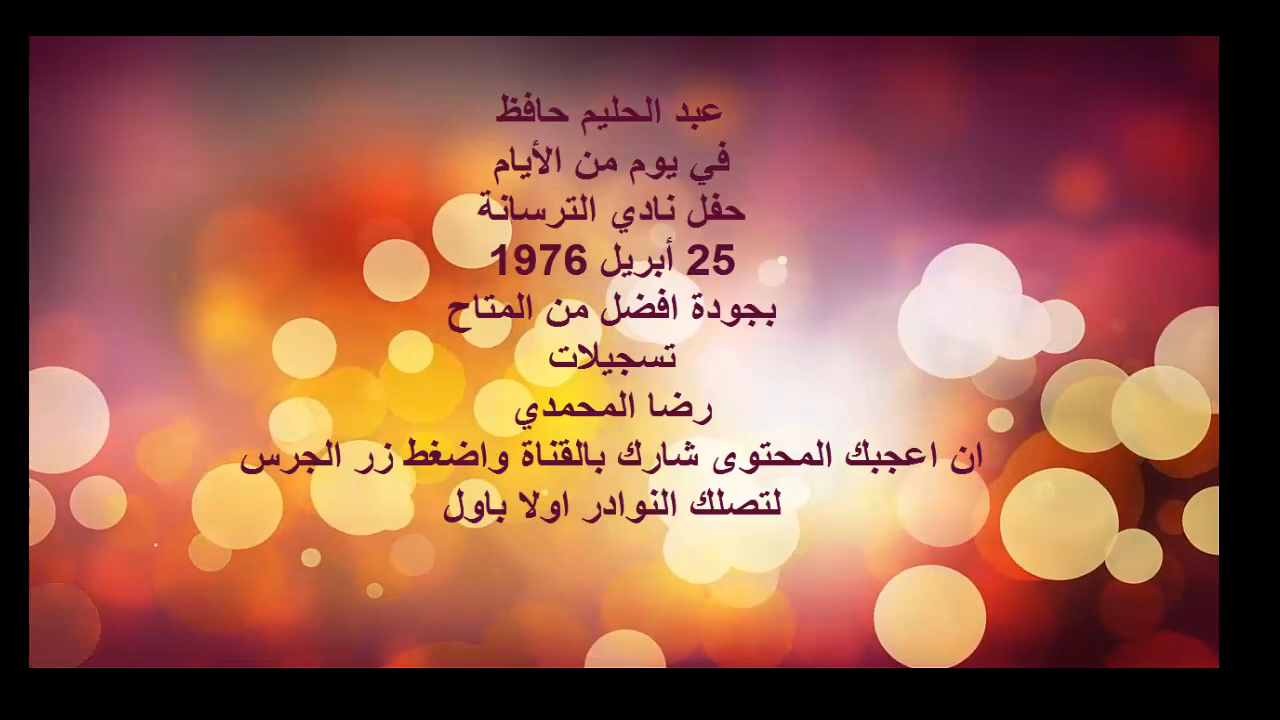 عبد الحليم حافظ
في يوم من الأيام
حفل نادي الترسانة
25 أبريل 1976
بجودة افضل من المتاح
تسجيلات
رضا المحمدي
ان اعجبك المحتوى شارك بالقناة واضغط زر الجرس
لتصلك النوادر اولا باول